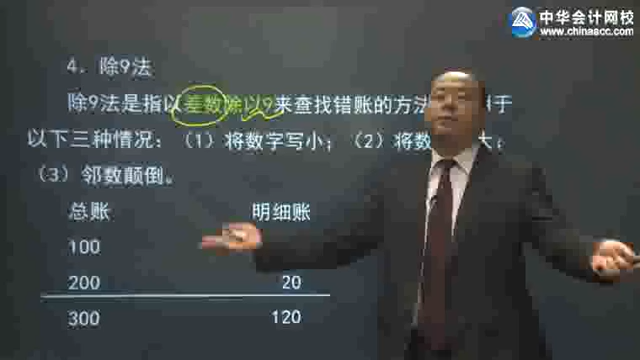 中华会计网校
www.chinaacc.com
4．除9法
除9法是指以差数除以9来查找错账的方法 于
以下三种情况：（1）将数字写小；（2）将数 大；
（3）邻数颠倒。
总账 明细账
100
200 20
300 120